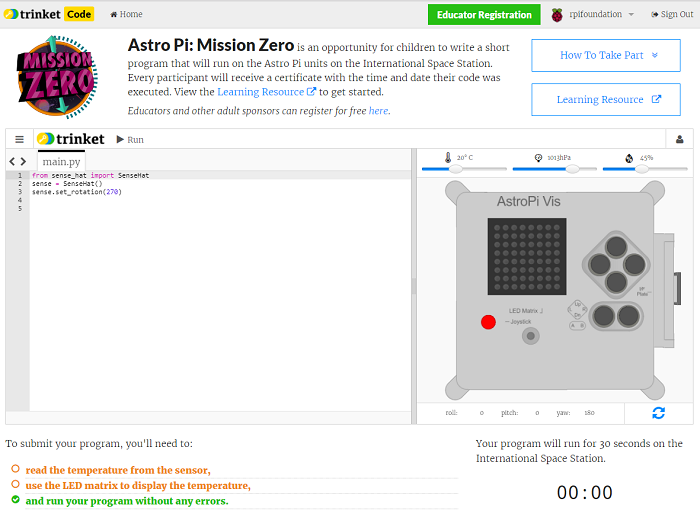 trinket Code Home Educator Registration rpifoundation Sign Out
MISSION
ZERO
Astro Pi: Mission Zero is an opportunity for children to write a short
program that will run on the Astro Pi units on the International Space Station.
Every participant will receive a certificate with the time and date their code was
executed. View the Learning Resource to get started.
Educators and other adult sponsors can register for free here.
How To Take Part
Learning Resource
trinket Run
main.py
1 from sense_hat import SenseHat
2 sense = SenseHat()
3 sense.set_rotation(270)
4
5
20° C 1013hPa 45%
AstroPi Vis
LED Matrix
Joystick
Up
Dn
A B
I/F
Plate
roll: 0 pitch: 0 yaw: 180
To submit your program, you'll need to:
read the temperature from the sensor,
use the LED matrix to display the temperature,
and run your program without any errors.
Your program will run for 30 seconds on the
International Space Station.
00:00